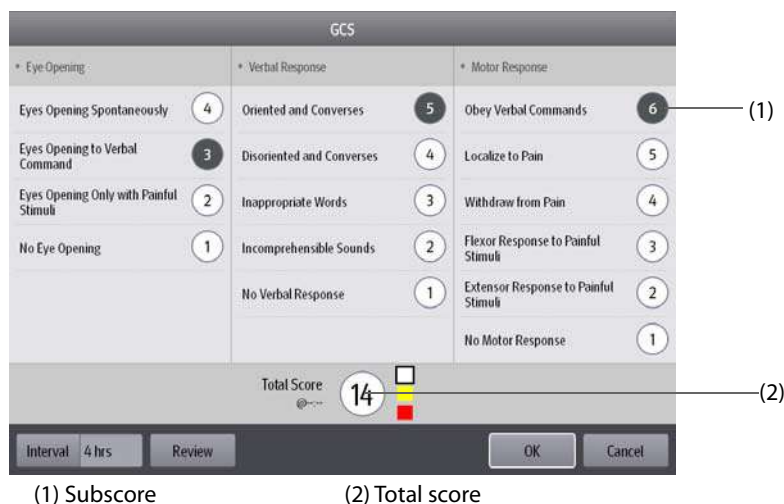 GCS
• Eye Opening
Eyes Opening Spontaneously 4
Eyes Opening to Verbal
Command 3
Eyes Opening Only with Painful
Stimuli 2
No Eye Opening 1
• Verbal Response
Oriented and Converses 5
Disoriented and Converses 4
Inappropriate Words 3
Incomprehensible Sounds 2
No Verbal Response 1
• Motor Response
Obey Verbal Commands 6
Localize to Pain 5
Withdraw from Pain 4
Flexor Response to Painful
Stimuli 3
Extensor Response to Painful
Stimuli 2
No Motor Response 1
(1)
Total Score 14
@--:--
(2)
Interval 4 hrs Review OK Cancel
(1) Subscore (2) Total score